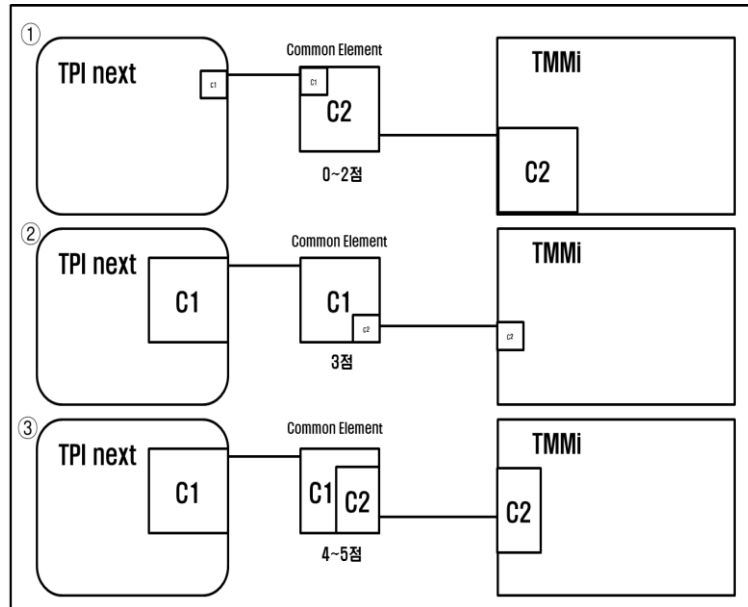 ①
TPI next
C1
Common Element
C1
C2
0~2점
TMMi
C2
②
TPI next
C1
Common Element
C1
C2
3점
TMMi
C2
③
TPI next
C1
Common Element
C1
C2
4~5점
TMMi
C2